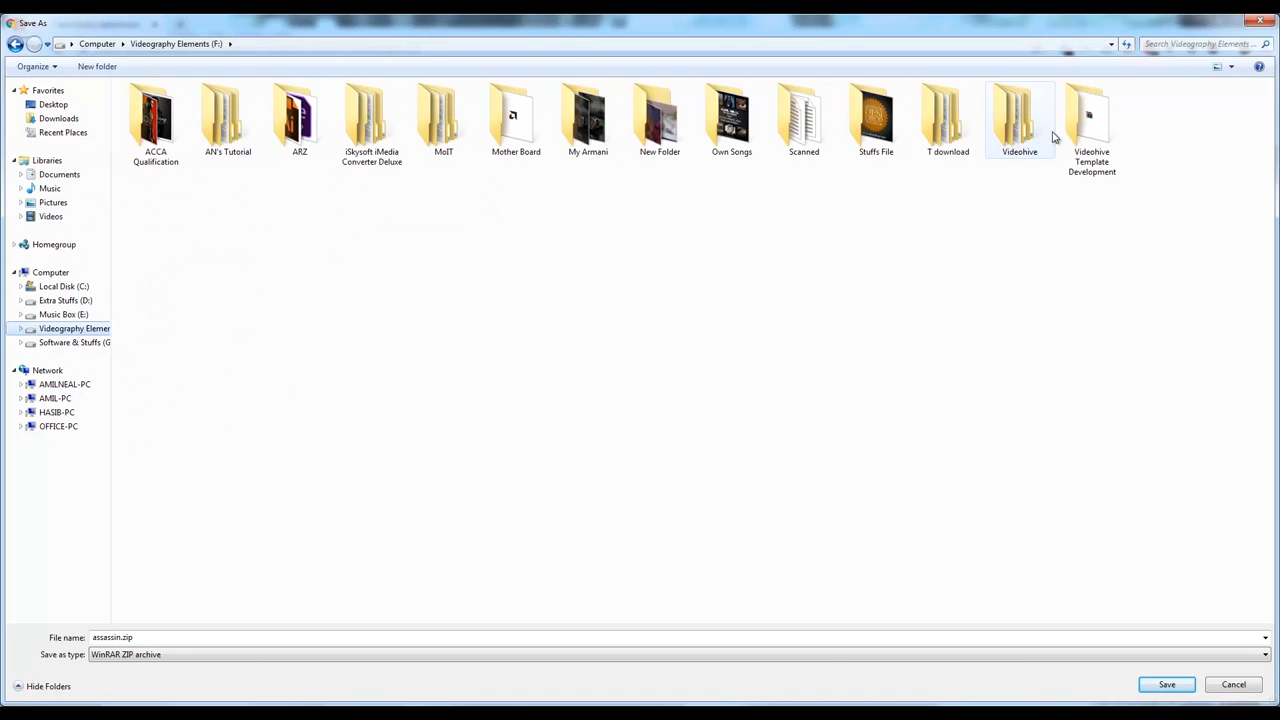 Save As
Computer
Videography Elements (F:)
Search Videography Elements ...
Organize
New folder
Favorites
Desktop
Downloads
Recent Places
Libraries
Documents
Music
Pictures
Videos
Homegroup
Computer
Local Disk (C:)
Extra Stuffs (D:)
Music Box (E:)
Videography Elemer
Software & Stuffs (G
Network
AMILNEAL-PC
AMIL-PC
HASIB-PC
OFFICE-PC
ACCA
Qualification
AN's Tutorial
ARZ
iSkysoft iMedia
Converter Deluxe
MoIT
Mother Board
My Armani
New Folder
Own Songs
Scanned
Stuffs File
T download
Videohive
Videohive
Template
Development
File name:
assassin.zip
Save as type:
WinRAR ZIP archive
Hide Folders
Save
Cancel